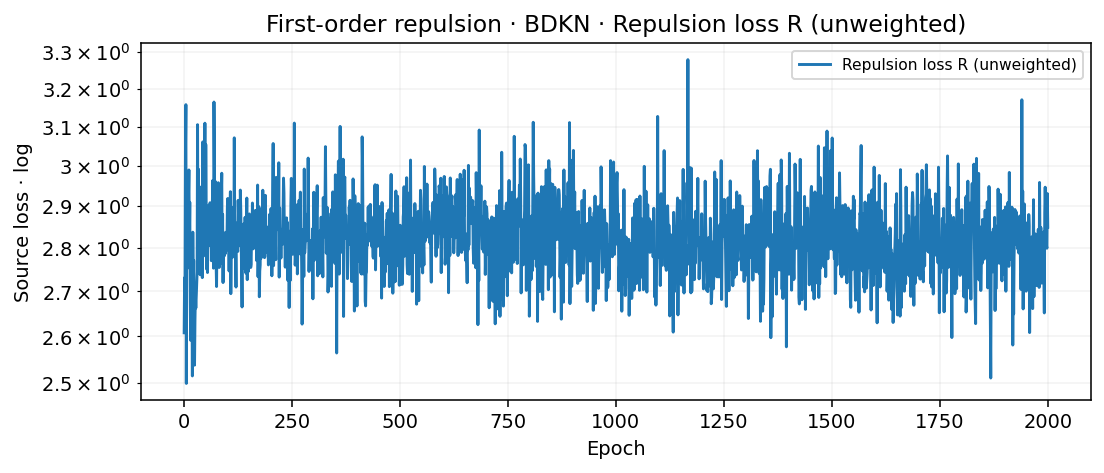 First-order repulsion · BDKN · Repulsion loss R (unweighted)
Source loss · log
3.3 × 10⁰
3.2 × 10⁰
3.1 × 10⁰
3 × 10⁰
2.9 × 10⁰
2.8 × 10⁰
2.7 × 10⁰
2.6 × 10⁰
2.5 × 10⁰
Repulsion loss R (unweighted)
0 250 500 750 1000 1250 1500 1750 2000
Epoch